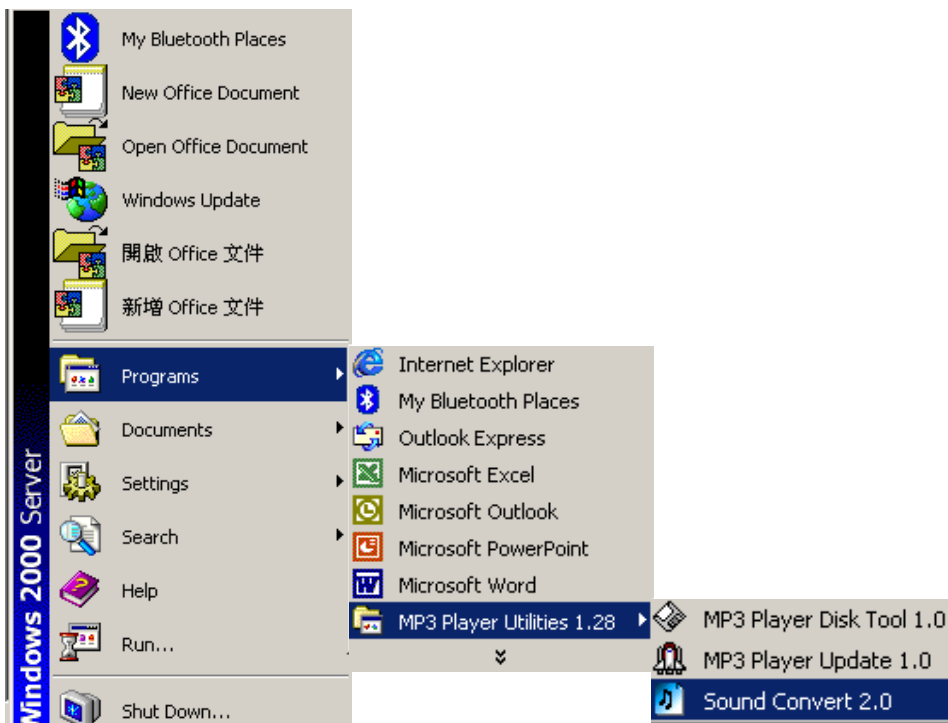 My Bluetooth Places
New Office Document
Open Office Document
Windows Update
開啟 Office 文件
新增 Office 文件
Programs
Documents
Settings
Search
Help
Run...
Shut Down...
Windows 2000 Server
Internet Explorer
My Bluetooth Places
Outlook Express
Microsoft Excel
Microsoft Outlook
Microsoft PowerPoint
Microsoft Word
MP3 Player Utilities 1.28
MP3 Player Disk Tool 1.0
MP3 Player Update 1.0
Sound Convert 2.0